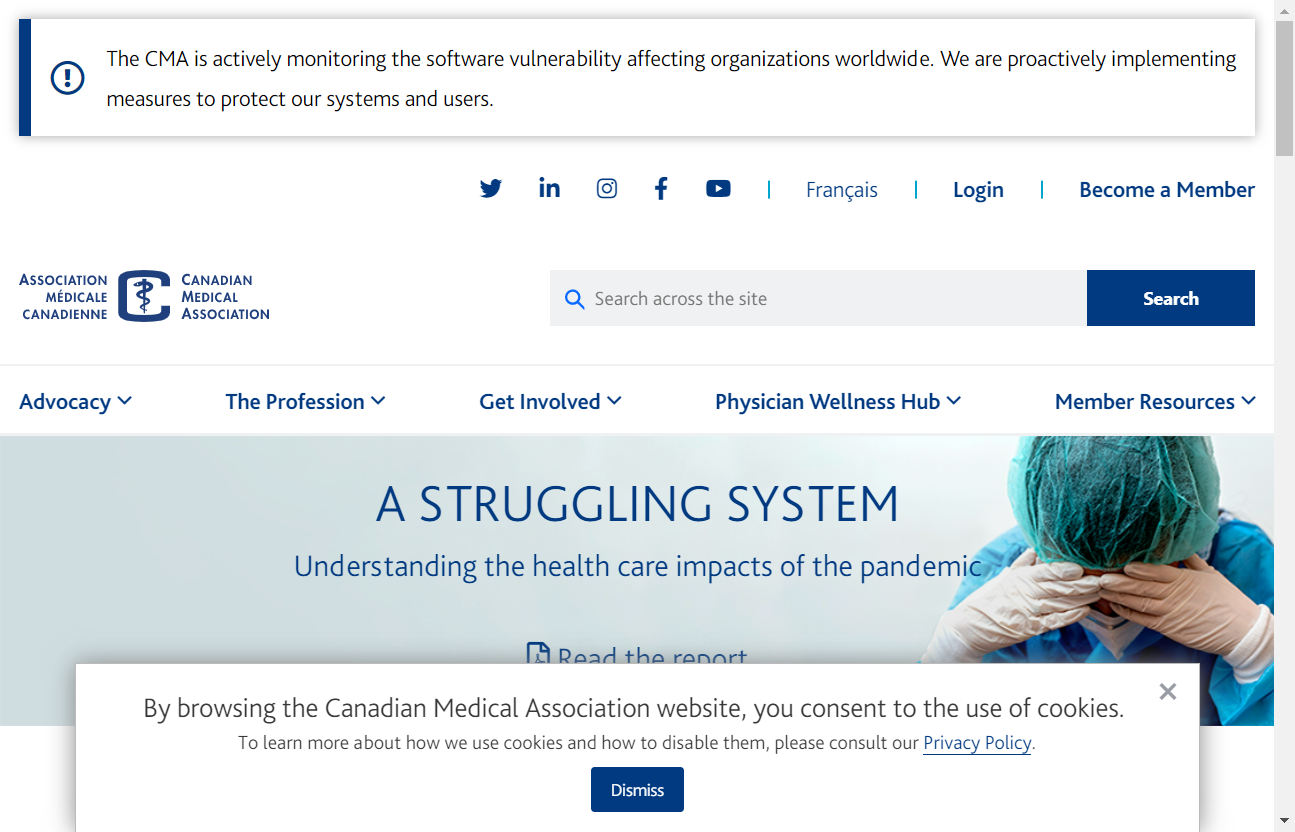 The CMA is actively monitoring the software vulnerability affecting organizations worldwide. We are proactively implementing
measures to protect our systems and users.
Français
Login
Become a Member
ASSOCIATION
MÉDICALE
CANADIENNE
CANADIAN
MEDICAL
ASSOCIATION
Search across the site
Search
Advocacy
The Profession
Get Involved
Physician Wellness Hub
Member Resources
A STRUGGLING SYSTEM
Understanding the health care impacts of the pandemic
Read the report
By browsing the Canadian Medical Association website, you consent to the use of cookies.
To learn more about how we use cookies and how to disable them, please consult our Privacy Policy.
Dismiss